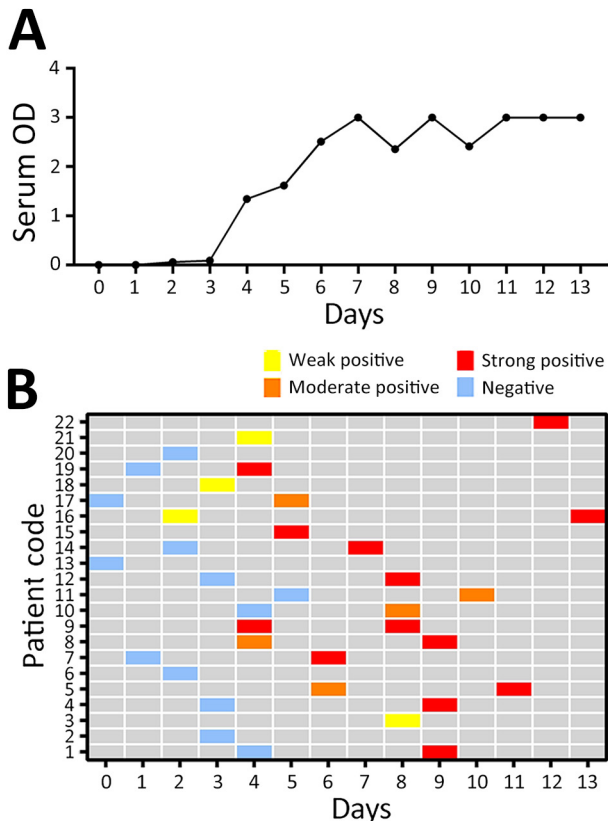 A
4
3
2
1
0
Serum OD
0 1 2 3 4 5 6 7 8 9 10 11 12 13
Days
Weak positive
Strong positive
Moderate positive
Negative
B
22
21
20
19
18
17
16
15
14
13
12
11
10
9
8
7
6
5
4
3
2
1
Patient code
0 1 2 3 4 5 6 7 8 9 10 11 12 13
Days